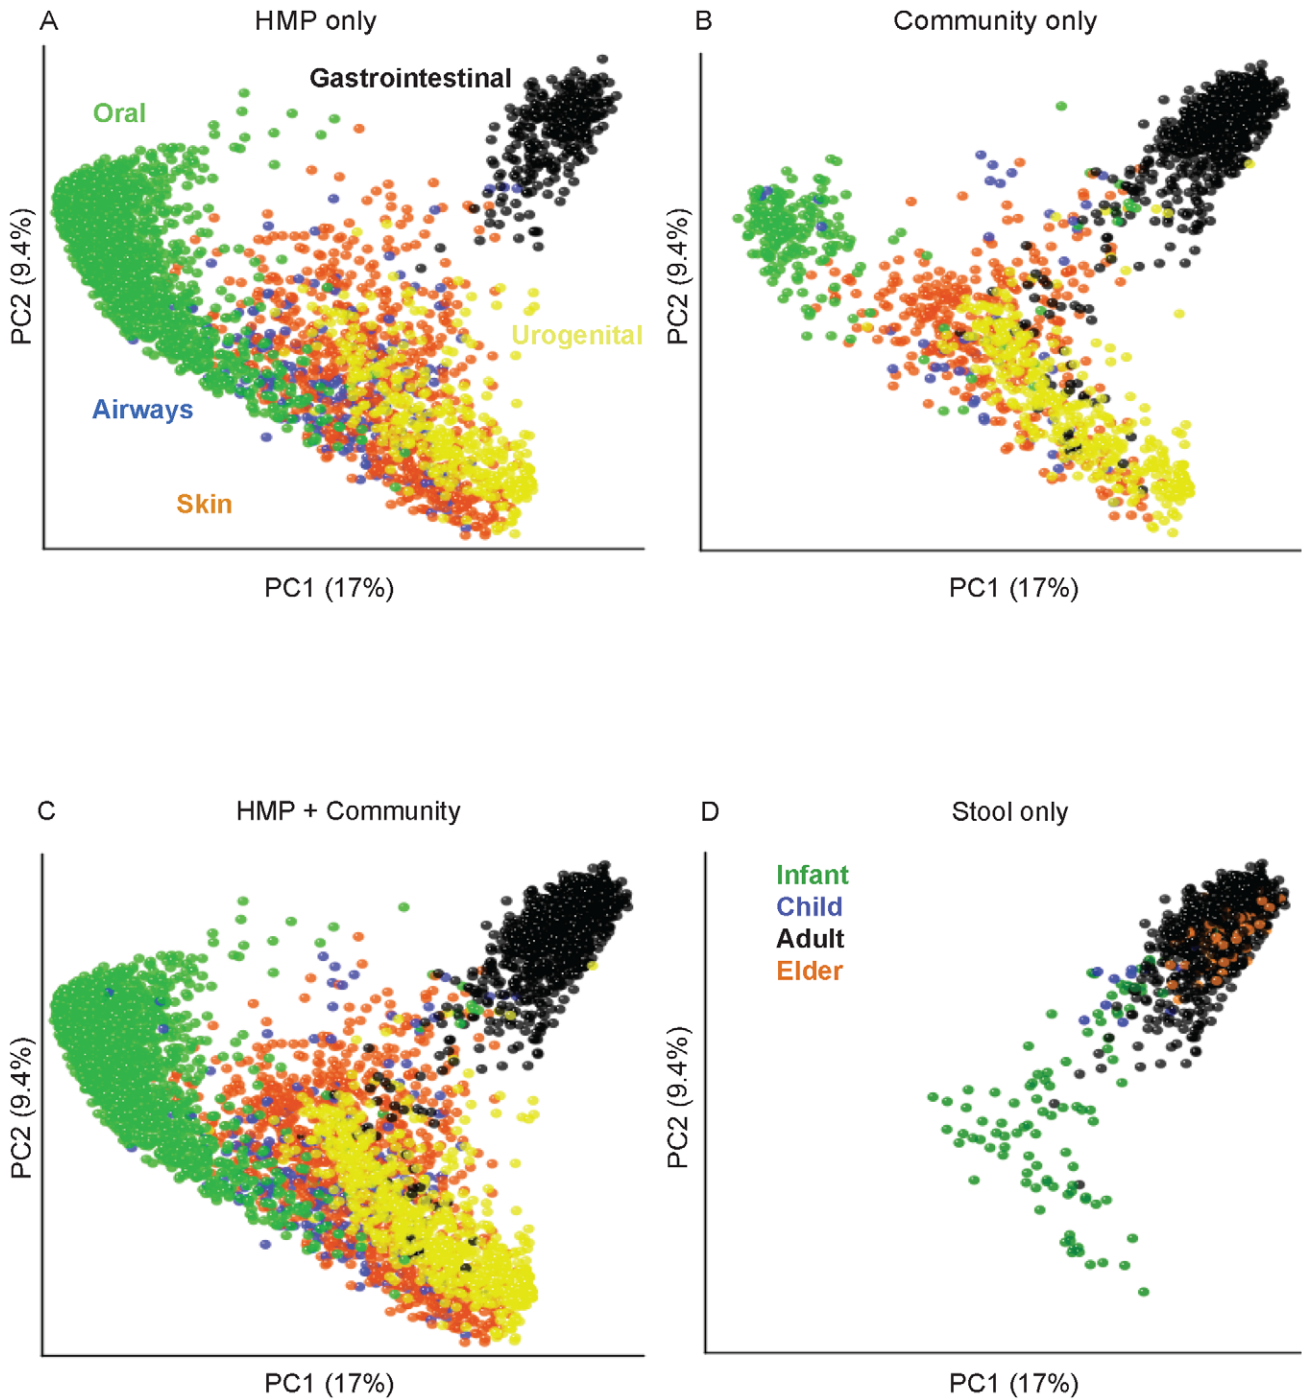 A
HMP only
Gastrointestinal
Oral
Urogenital
Airways
Skin
PC2 (9.4%)
PC1 (17%)
B
Community only
PC2 (9.4%)
PC1 (17%)
C
HMP + Community
PC2 (9.4%)
PC1 (17%)
D
Stool only
Infant
Child
Adult
Elder
PC2 (9.4%)
PC1 (17%)